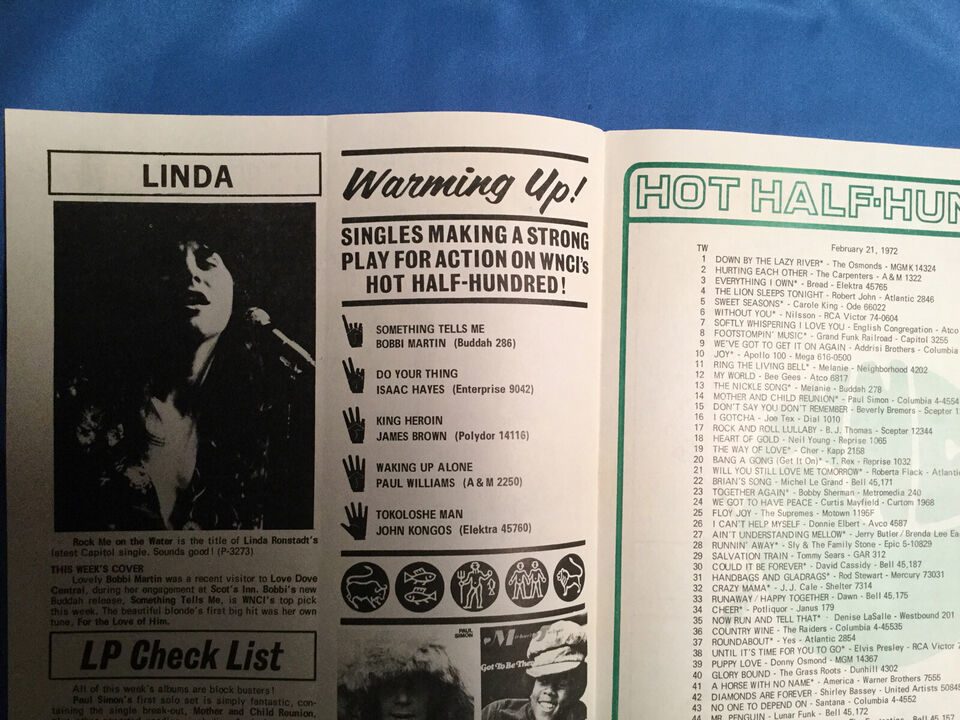 LINDA
Rock Me on the Water is the title of Linda Ronstadt's
latest Capitol single. Sounds good! (P-3273)
THIS WEEK'S COVER
Lovely Bobbi Martin was a recent visitor to Love Dove
Central, during her engagement at Scot's Inn. Bobbi's new
Buddah release, Something Tells Me, is WNCI's top pick
this week. The beautiful blonde's first big hit was her own
tune, For the Love of Him.
LP Check List
All of this week's albums are block busters!
Paul Simon's first solo set is simply fantastic, con-
taining the single break-out, Mother and Child Reunion,
Warming Up!
SINGLES MAKING A STRONG
PLAY FOR ACTION ON WNCI's
HOT HALF-HUNDRED!
SOMETHING TELLS ME
BOBBI MARTIN (Buddah 286)
DO YOUR THING
ISAAC HAYES (Enterprise 9042)
KING HEROIN
JAMES BROWN (Polydor 14116)
WAKING UP ALONE
PAUL WILLIAMS (A & M 2250)
TOKOLOSHE MAN
JOHN KONGOS (Elektra 45760)
PAUL
SIMON
Got To Be The
HOT HALF-HUN
TW
February 21, 1972
1 DOWN BY THE LAZY RIVER* - The Osmonds - MGM K14324
2 HURTING EACH OTHER - The Carpenters - A & M 1322
3 EVERYTHING I OWN* - Bread - Elektra 45765
4 THE LION SLEEPS TONIGHT - Robert John - Atlantic 2846
5 SWEET SEASONS* - Carole King - Ode 66022
6 WITHOUT YOU* - Nilsson - RCA Victor 74-0604
7 SOFTLY WHISPERING I LOVE YOU - English Congregation - Atco
8 FOOTSTOMPIN' MUSIC* - Grand Funk Railroad - Capitol 3255
9 WE'VE GOT TO GET IT ON AGAIN - Addrisi Brothers - Columbia
10 JOY* - Apollo 100 - Mega 616-0500
11 RING THE LIVING BELL* - Melanie - Neighborhood 4202
12 MY WORLD - Bee Gees - Atco 6817
13 THE NICKLE SONG* - Melanie - Buddah 278
14 MOTHER AND CHILD REUNION* - Paul Simon - Columbia 4-4554
15 DON'T SAY YOU DON'T REMEMBER - Beverly Bremors - Scepter 1
16 I GOTCHA - Joe Tex - Dial 1010
17 ROCK AND ROLL LULLABY - B. J. Thomas - Scepter 12344
18 HEART OF GOLD - Neil Young - Reprise 1065
19 THE WAY OF LOVE* - Cher - Kapp 2158
20 BANG A GONG (Get It On)* - T. Rex - Reprise 1032
21 WILL YOU STILL LOVE ME TOMORROW* - Roberta Flack - Atlantic
22 BRIAN'S SONG - Michel Le Grand - Bell 45,171
23 TOGETHER AGAIN* - Bobby Sherman - Metromedia 240
24 WE GOT TO HAVE PEACE - Curtis Mayfield - Curtom 1968
25 FLOY JOY - The Supremes - Motown 1195F
26 I CAN'T HELP MYSELF - Donnie Elbert - Avco 4587
27 AIN'T UNDERSTANDING MELLOW* - Jerry Butler/Brenda Lee Ea
28 RUNNIN' AWAY* - Sly & The Family Stone - Epic 5-10829
29 SALVATION TRAIN - Tommy Sears - GAR 312
30 COULD IT BE FOREVER* - David Cassidy - Bell 45,187
31 HANDBAGS AND GLADRAGS* - Rod Stewart - Mercury 73031
32 CRAZY MAMA* - J. J. Cale - Shelter 7314
33 RUNAWAY / HAPPY TOGETHER - Dawn - Bell 45,175
34 CHEER* - Potliquor - Janus 179
35 NOW RUN AND TELL THAT* - Denise LaSalle - Westbound 201
36 COUNTRY WINE - The Raiders - Columbia 4-45535
37 ROUNDABOUT* - Yes - Atlantic 2854
38 UNTIL IT'S TIME FOR YOU TO GO* - Elvis Presley - RCA Victor 7
39 PUPPY LOVE - Donny Osmond - MGM 14367
40 GLORY BOUND - The Grass Roots - Dunhill 4302
41 A HORSE WITH NO NAME* - America - Warner Brothers 7555
42 DIAMONDS ARE FOREVER - Shirley Bassey - United Artists 50845
43 NO ONE TO DEPEND ON - Santana - Columbia 4-4552
44 MR. PENGUIN - Lunar Funk - Bell 45,172